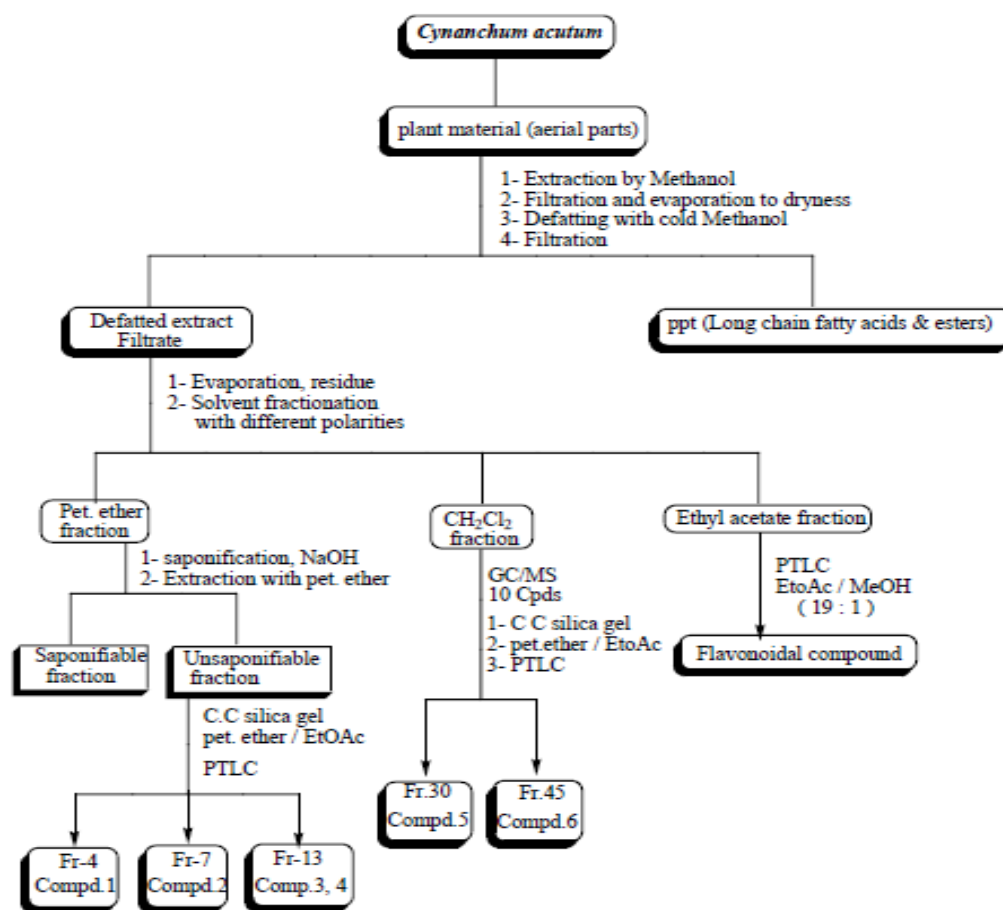 Cynanchum acutum
plant material (aerial parts)
1- Extraction by Methanol
2- Filtration and evaporation to dryness
3- Defatting with cold Methanol
4- Filtration
Defatted extract
Filtrate
ppt (Long chain fatty acids & esters)
1- Evaporation, residue
2- Solvent fractionation
with different polarities
Pet. ether
fraction
CH₂Cl₂
fraction
Ethyl acetate fraction
1- saponification, NaOH
2- Extraction with pet. ether
GC/MS
10 Cpds
1- C C silica gel
2- pet.ether / EtoAc
3- PTLC
PTLC
EtoAc / MeOH
( 19 : 1 )
Saponifiable
fraction
Unsaponifiable
fraction
Flavonoidal compound
C.C silica gel
pet. ether / EtOAc
PTLC
Fr.30
Compd.5
Fr.45
Compd.6
Fr-4
Compd.1
Fr-7
Compd.2
Fr-13
Comp.3, 4